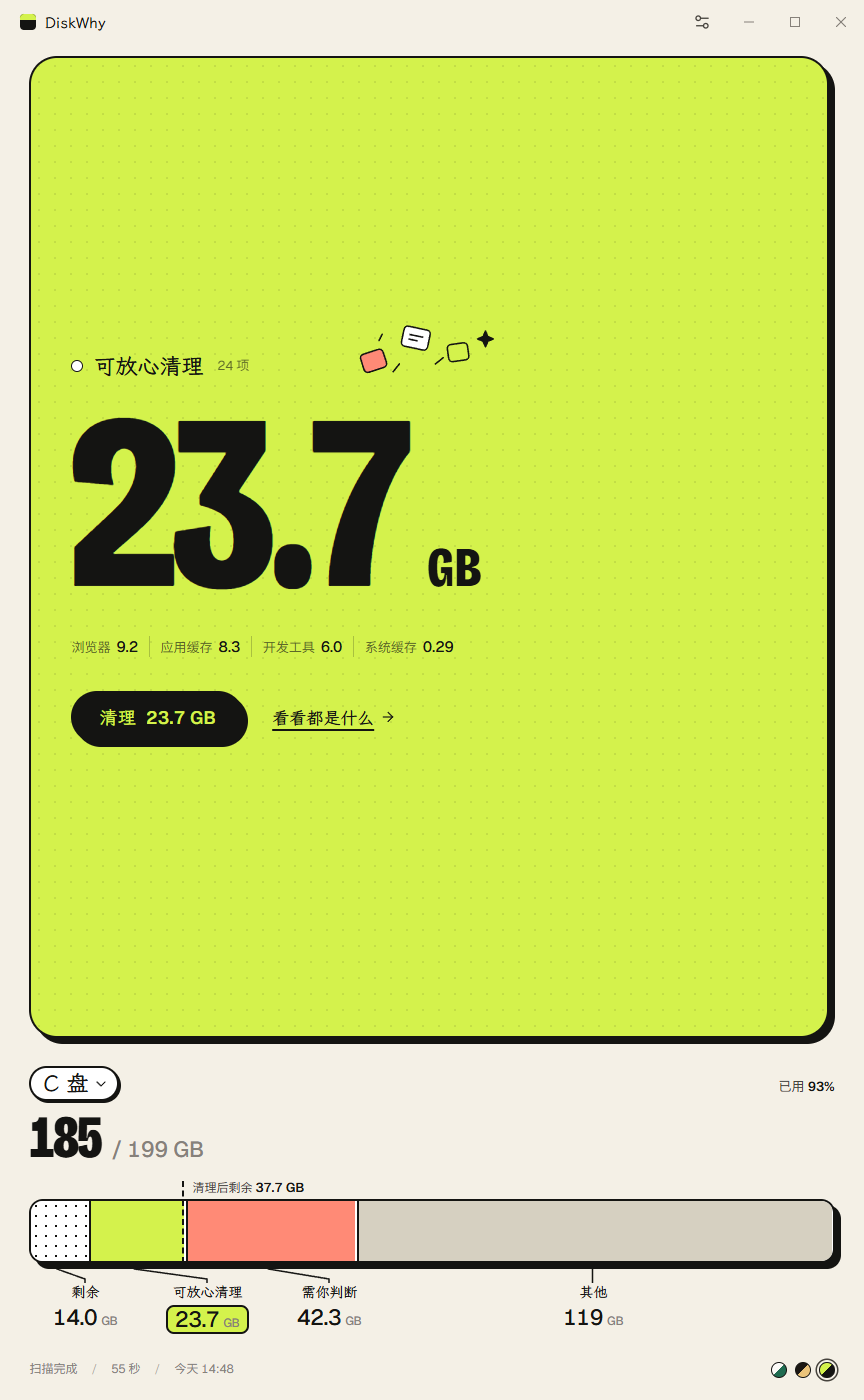 DiskWhy
可放心清理 24 项
23.7 GB
浏览器 9.2 应用缓存 8.3 开发工具 6.0 系统缓存 0.29
清理 23.7 GB 看看都是什么 →
C 盘 已用 93%
185 / 199 GB
清理后剩余 37.7 GB
剩余 可放心清理 需你判断 其他
14.0 GB 23.7 GB 42.3 GB 119 GB
扫描完成 / 55 秒 / 今天 14:48